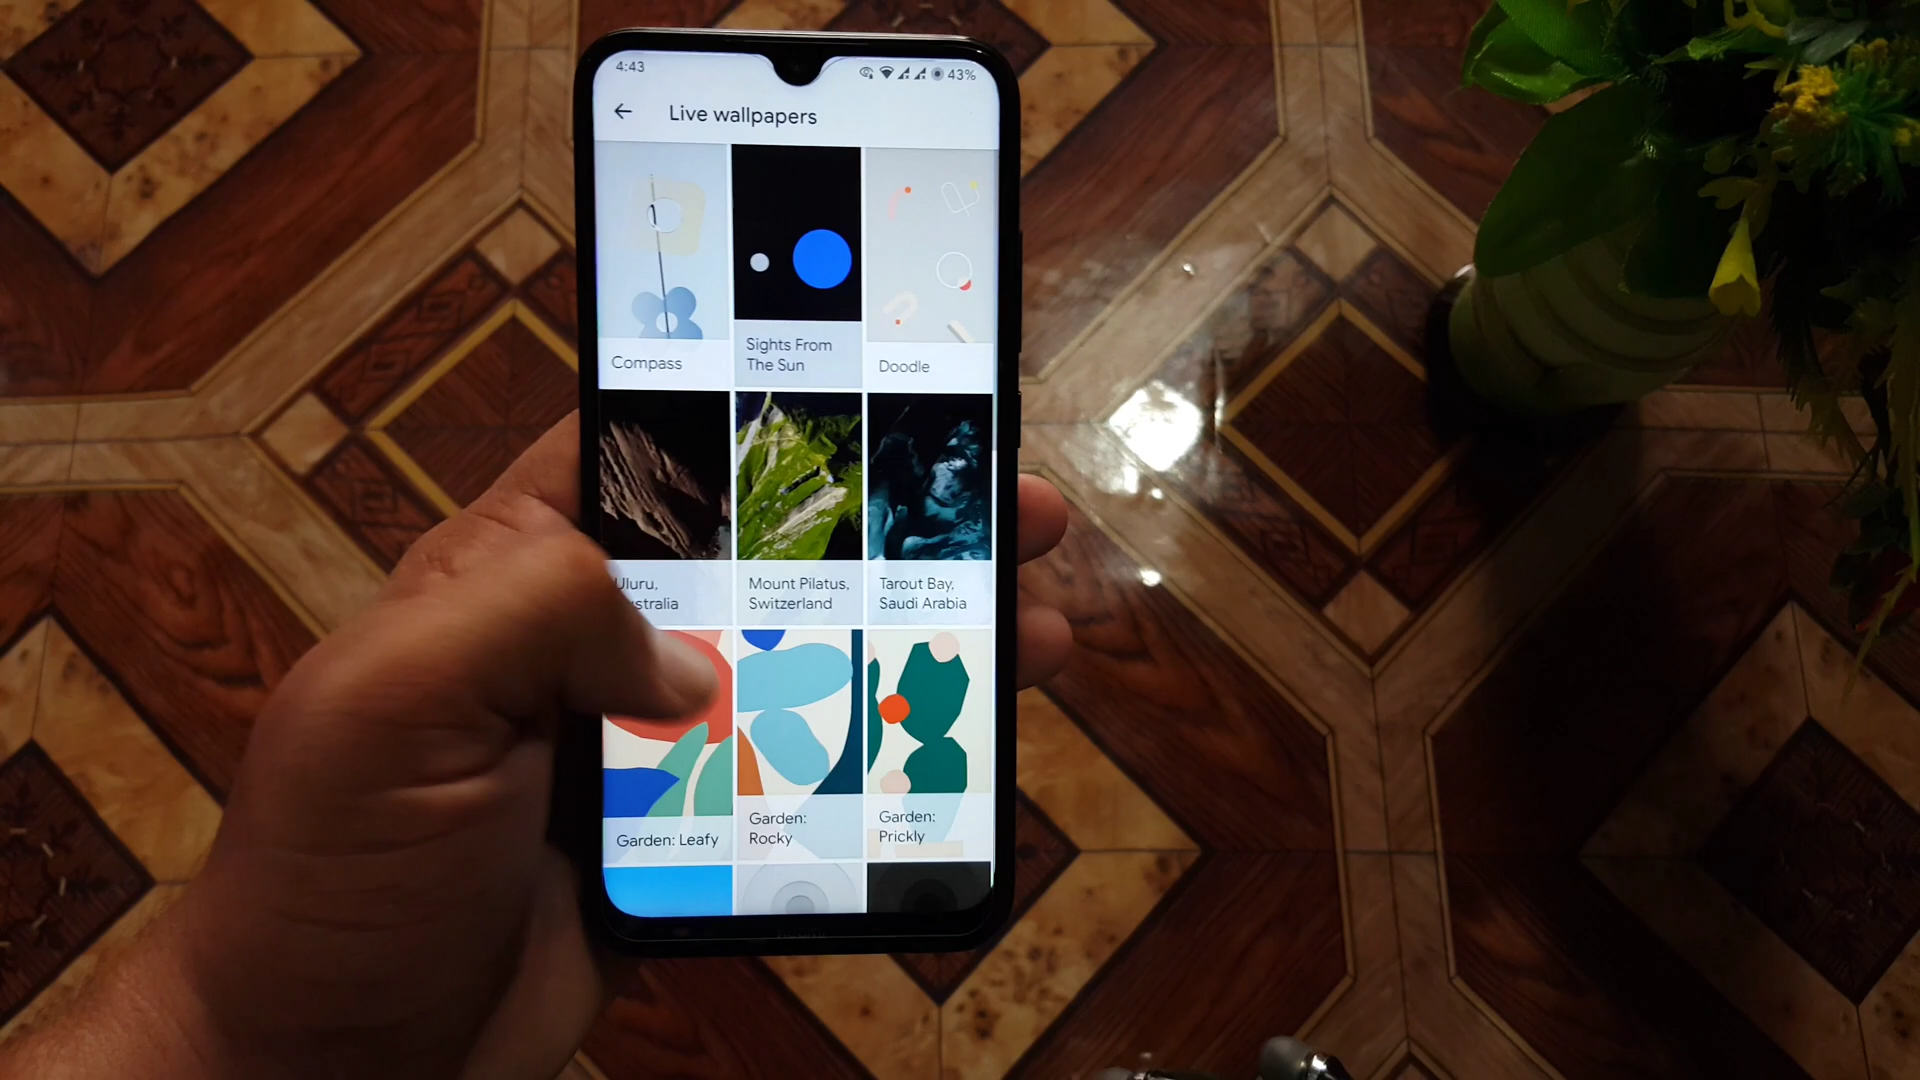 4:43
43%
Live wallpapers
Compass
Sights From
The Sun
Doodle
Uluru,
Mount Pilatus,
Switzerland
Tarout Bay,
Saudi Arabia
Garden: Leafy
Garden:
Rocky
Garden:
Prickly